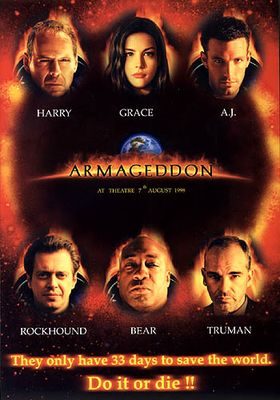 HARRY GRACE A.J.
ARMAGEDDON
AT THEATRE 7th AUGUST 1998
ROCKHOUND BEAR TRUMAN
They only have 33 days to save the world.
Do it or die !!